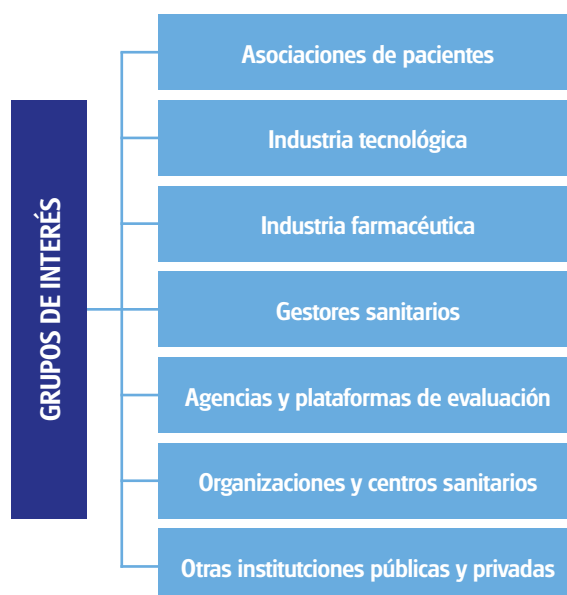 GRUPOS DE INTERÉS
Asociaciones de pacientes
Industria tecnológica
Industria farmacéutica
Gestores sanitarios
Agencias y plataformas de evaluación
Organizaciones y centros sanitarios
Otras institutciones públicas y privadas